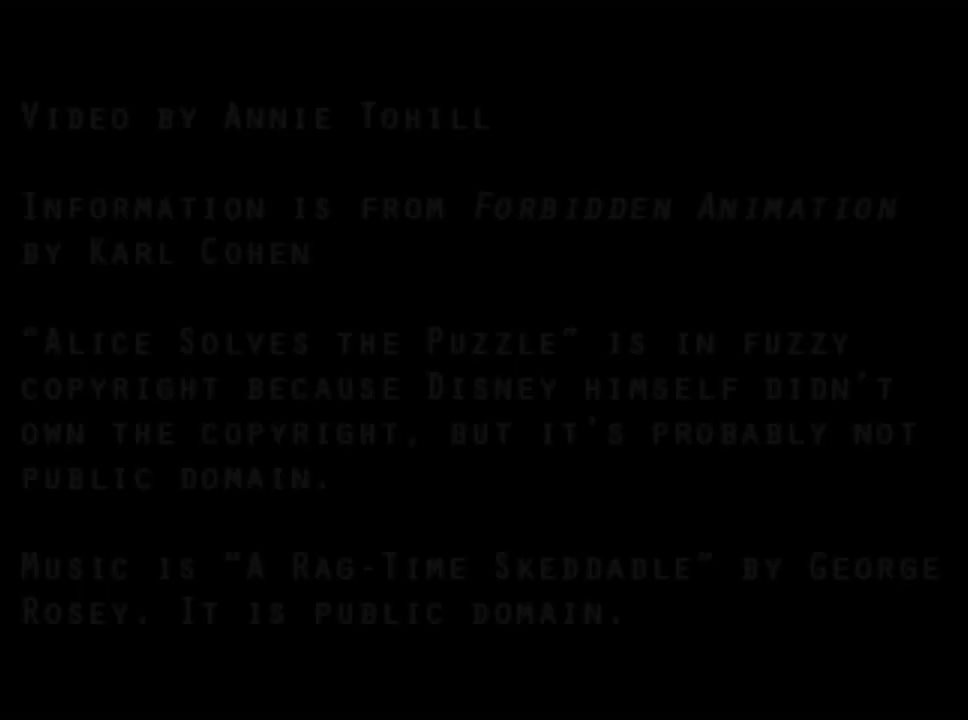 Video by Annie Tohill
Information is from Forbidden Animation
by Karl Cohen
"Alice Solves the Puzzle" is in fuzzy
copyright because Disney himself didn't
own the copyright, but it's probably not
public domain.
Music is "A Rag-Time Skeddadle" by George
Rosey. It is public domain.